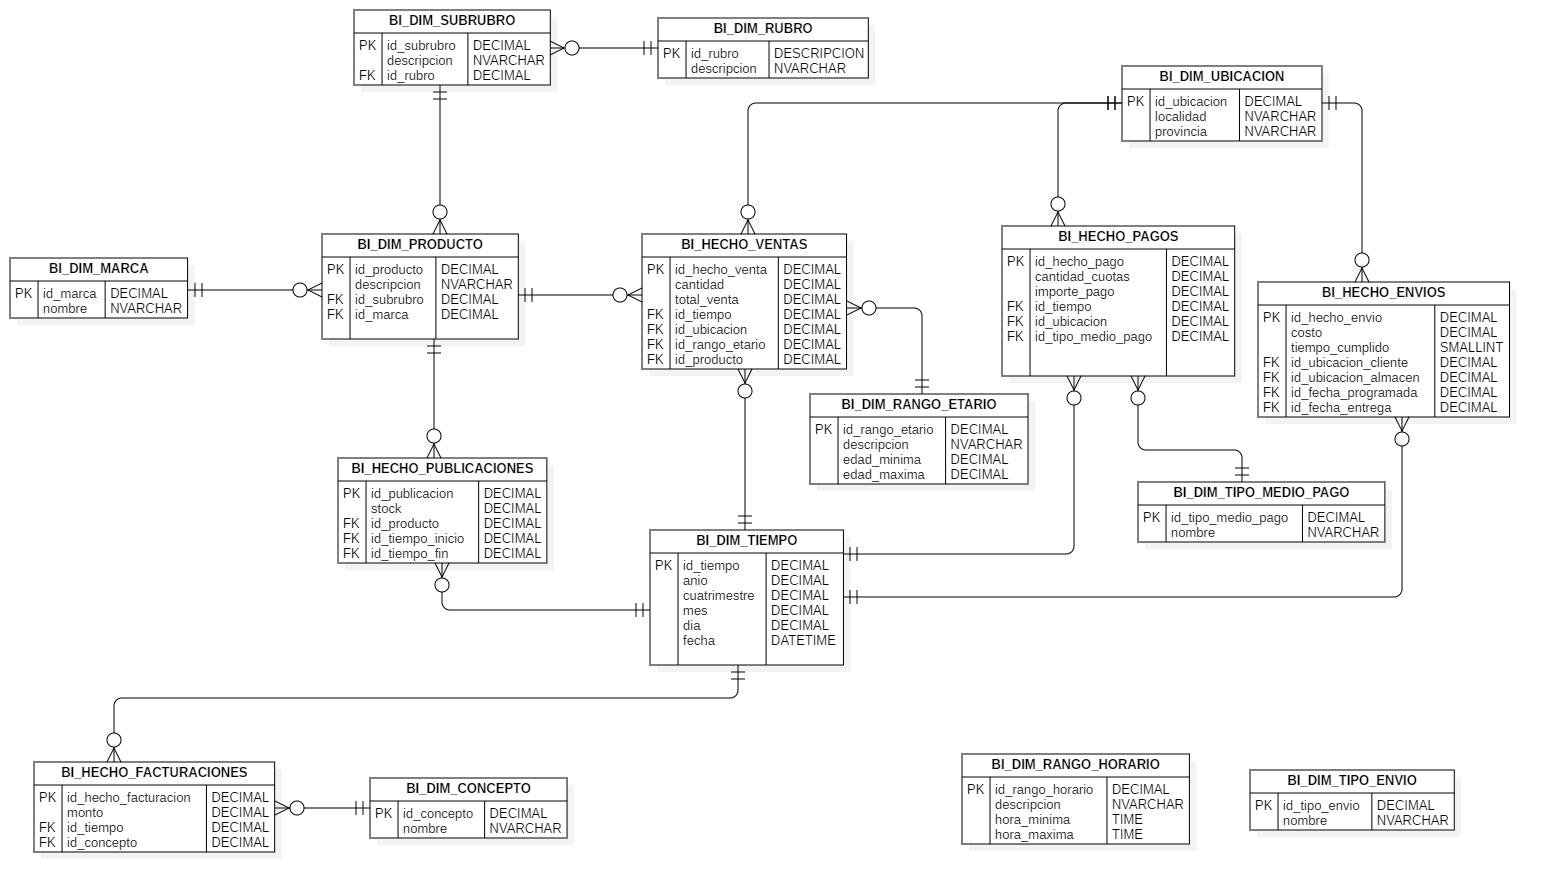 BI_DIM_SUBRUBRO
PK id_subrubro DECIMAL
descripcion NVARCHAR
FK id_rubro DECIMAL
BI_DIM_RUBRO
PK id_rubro DESCRIPCION
descripcion NVARCHAR
BI_DIM_UBICACION
PK id_ubicacion DECIMAL
localidad NVARCHAR
provincia NVARCHAR
BI_DIM_MARCA
PK id_marca DECIMAL
nombre NVARCHAR
BI_DIM_PRODUCTO
PK id_producto DECIMAL
descripcion NVARCHAR
FK id_subrubro DECIMAL
FK id_marca DECIMAL
BI_HECHO_VENTAS
PK id_hecho_venta DECIMAL
cantidad DECIMAL
total_venta DECIMAL
FK id_tiempo DECIMAL
FK id_ubicacion DECIMAL
FK id_rango_etario DECIMAL
FK id_producto DECIMAL
BI_HECHO_PAGOS
PK id_hecho_pago DECIMAL
cantidad_cuotas DECIMAL
importe_pago DECIMAL
FK id_tiempo DECIMAL
FK id_ubicacion DECIMAL
FK id_tipo_medio_pago DECIMAL
BI_HECHO_ENVIOS
PK id_hecho_envio DECIMAL
costo DECIMAL
tiempo_cumplido SMALLINT
FK id_ubicacion_cliente DECIMAL
FK id_ubicacion_almacen DECIMAL
FK id_fecha_programada DECIMAL
FK id_fecha_entrega DECIMAL
BI_DIM_RANGO_ETARIO
PK id_rango_etario DECIMAL
descripcion NVARCHAR
edad_minima DECIMAL
edad_maxima DECIMAL
BI_HECHO_PUBLICACIONES
PK id_publicacion DECIMAL
stock DECIMAL
FK id_producto DECIMAL
FK id_tiempo_inicio DECIMAL
FK id_tiempo_fin DECIMAL
BI_DIM_TIPO_MEDIO_PAGO
PK id_tipo_medio_pago DECIMAL
nombre NVARCHAR
BI_DIM_TIEMPO
PK id_tiempo DECIMAL
anio DECIMAL
cuatrimestre DECIMAL
mes DECIMAL
dia DECIMAL
fecha DATETIME
BI_HECHO_FACTURACIONES
PK id_hecho_facturacion DECIMAL
monto DECIMAL
FK id_tiempo DECIMAL
FK id_concepto DECIMAL
BI_DIM_CONCEPTO
PK id_concepto DECIMAL
nombre NVARCHAR
BI_DIM_RANGO_HORARIO
PK id_rango_horario DECIMAL
descripcion NVARCHAR
hora_minima TIME
hora_maxima TIME
BI_DIM_TIPO_ENVIO
PK id_tipo_envio DECIMAL
nombre NVARCHAR